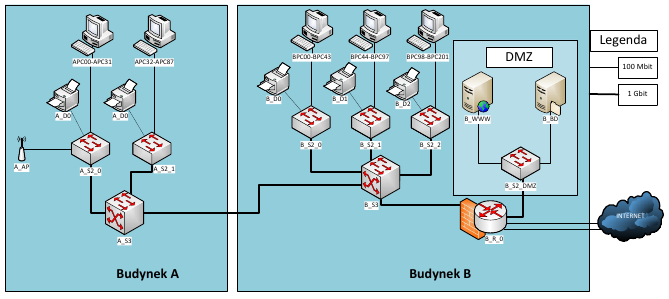 APC00-APC31
APC32-APC87
A_D0
A_D0
A_AP
A_S2_0
A_S2_1
A_S3
Budynek A
BPC00-BPC43
BPC44-BPC97
BPC98-BPC201
B_D0
B_D1
B_D2
B_S2_0
B_S2_1
B_S2_2
B_S3
DMZ
B_WWW
B_BD
B_S2_DMZ
B_R_0
Budynek B
Legenda
100 Mbit
1 Gbit
INTERNET